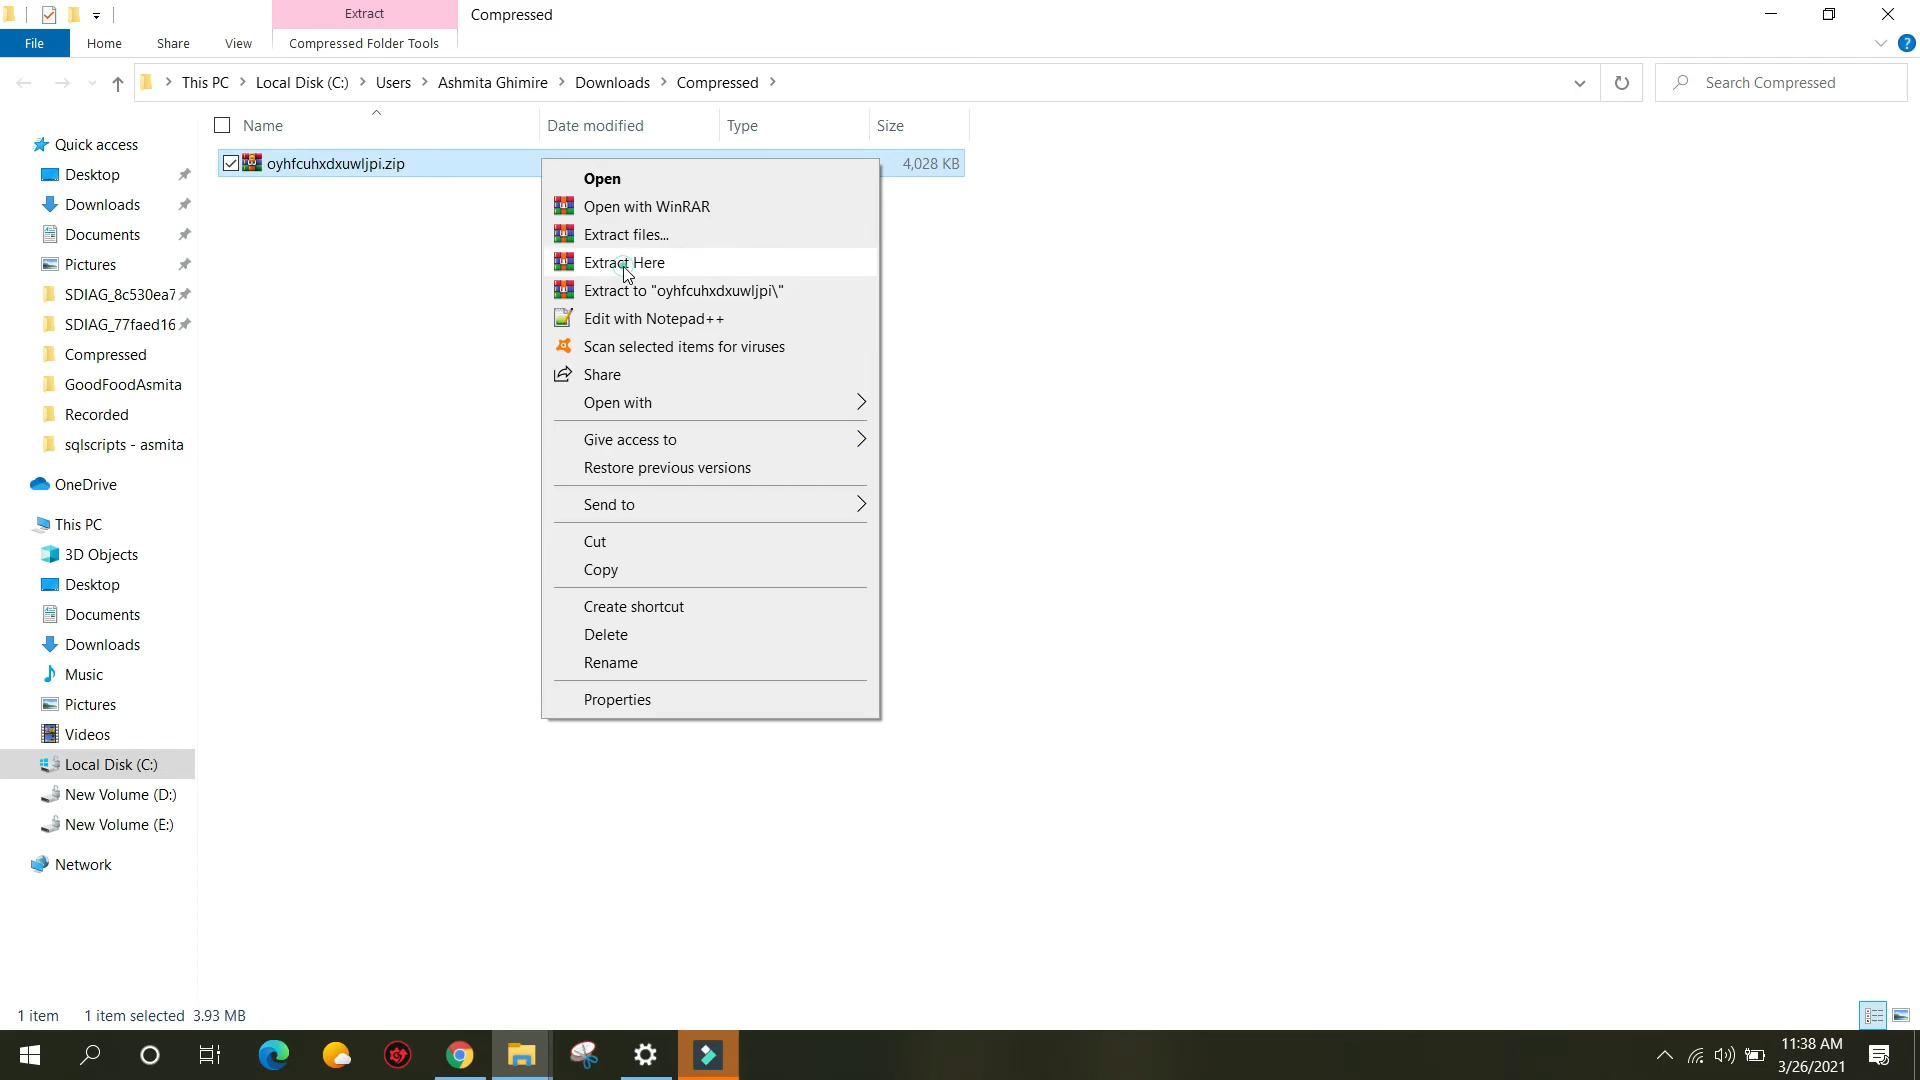 Extract
Compressed
File
Home
Share
View
Compressed Folder Tools
This PC
Local Disk (C:)
Users
Ashmita Ghimire
Downloads
Compressed
Search Compressed
Name
Date modified
Type
Size
oyhfcuhxdxuwljpi.zip
4,028 KB
Quick access
Desktop
Downloads
Documents
Pictures
SDIAG_8c530ea7
SDIAG_77faed16
Compressed
GoodFoodAsmita
Recorded
sqlscripts - asmita
OneDrive
This PC
3D Objects
Desktop
Documents
Downloads
Music
Pictures
Videos
Local Disk (C:)
New Volume (D:)
New Volume (E:)
Network
Open
Open with WinRAR
Extract files...
Extract Here
Extract to "oyhfcuhxdxuwljpi\"
Edit with Notepad++
Scan selected items for viruses
Share
Open with
Give access to
Restore previous versions
Send to
Cut
Copy
Create shortcut
Delete
Rename
Properties
1 item
1 item selected 3.93 MB
11:38 AM
3/26/2021